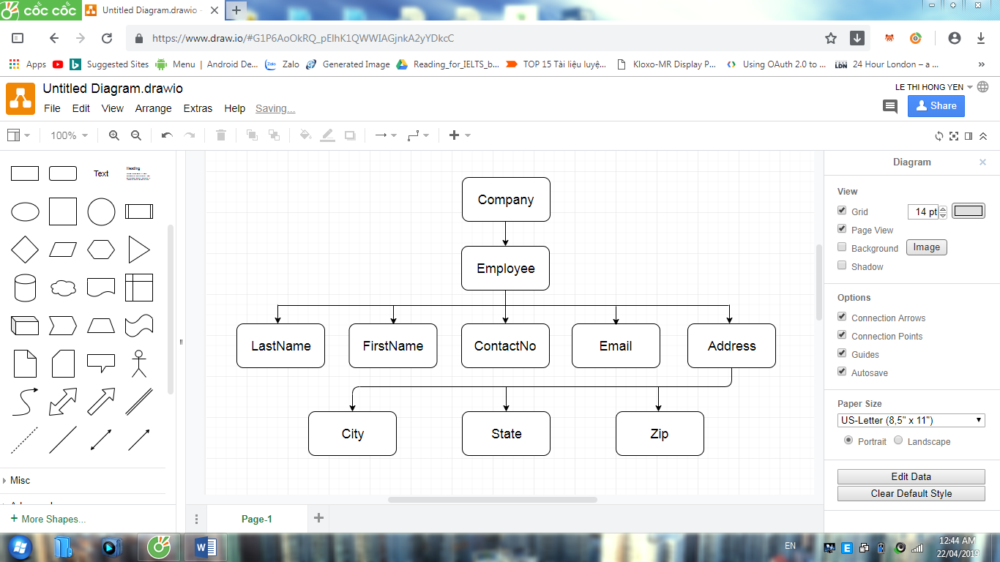 cốc cốc
Untitled Diagram.drawio -
https://www.draw.io/#G1P6AoOkRQ_pEIhK1QWWIAGjnkA2yYDkcC
Apps Suggested Sites Menu | Android De... Zalo Generated Image Reading_for_IELTS_b... TOP 15 Tài liệu luyệ... Kloxo-MR Display P... Using OAuth 2.0 to ... LDN 24 Hour London – a ... »
Untitled Diagram.drawio
LE THI HONG YEN
File Edit View Arrange Extras Help Saving...
Share
100%
Text
Heading
Diagram
View
Grid 14 pt
Page View
Background Image
Shadow
Options
Connection Arrows
Connection Points
Guides
Autosave
Paper Size
US-Letter (8,5" x 11")
Portrait Landscape
Edit Data
Clear Default Style
Company
Employee
LastName FirstName ContactNo Email Address
City State Zip
Misc
+ More Shapes...
Page-1
EN
12:44 AM
22/04/2019